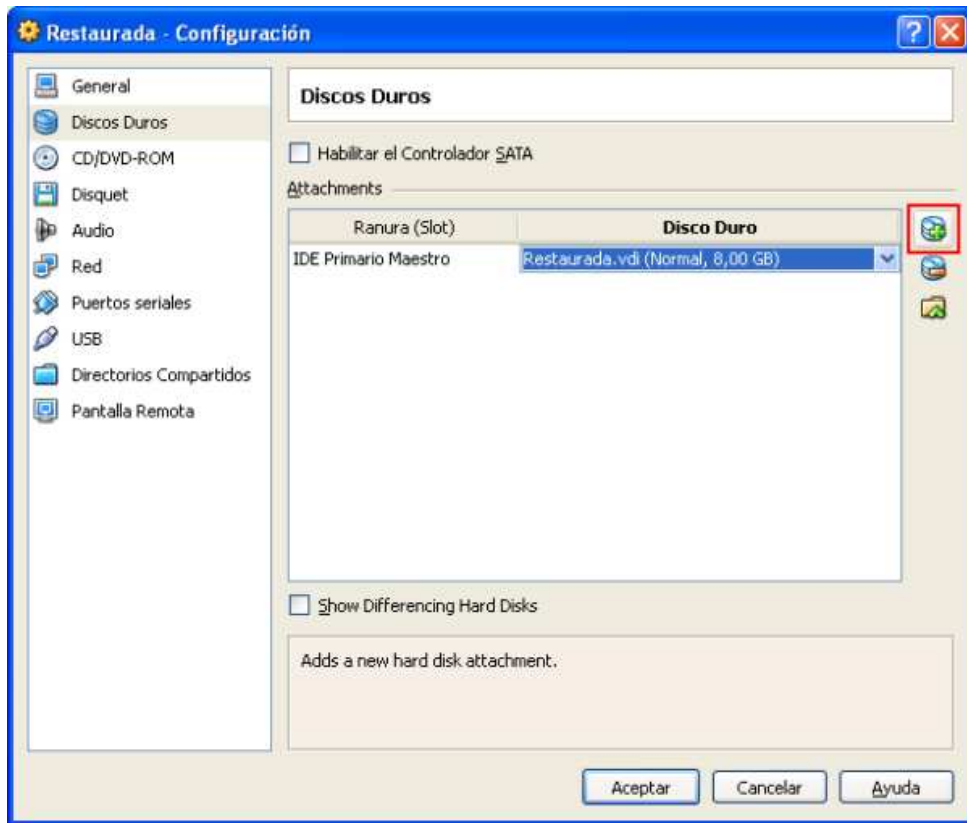 Restaurada - Configuración
General
Discos Duros
CD/DVD-ROM
Disquet
Audio
Red
Puertos seriales
USB
Directorios Compartidos
Pantalla Remota
Discos Duros
Habilitar el Controlador SATA
Attachments
Ranura (Slot) Disco Duro
IDE Primario Maestro Restaurada.vdi (Normal, 8,00 GB)
Show Differencing Hard Disks
Adds a new hard disk attachment.
Aceptar Cancelar Ayuda